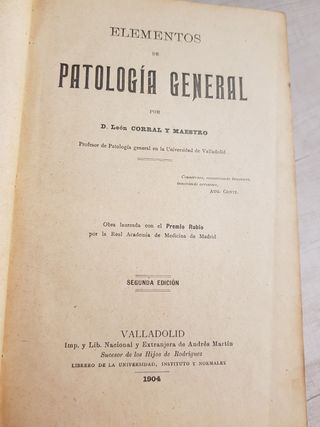 ELEMENTOS
DE
PATOLOGÍA GENERAL
POR
D. León CORRAL Y MAESTRO
Profesor de Patología general en la Universidad de Valladolid
AUG. CONTE.
Obra laureada con el Premio Rubio
por la Real Academia de Medicina de Madrid
SEGUNDA EDICIÓN
VALLADOLID
Imp. y Lib. Nacional y Extranjera de Andrés Martín
Sucesor de los Hijos de Rodríguez
LIBRERO DE LA UNIVERSIDAD, INSTITUTO Y NORMALES
1904